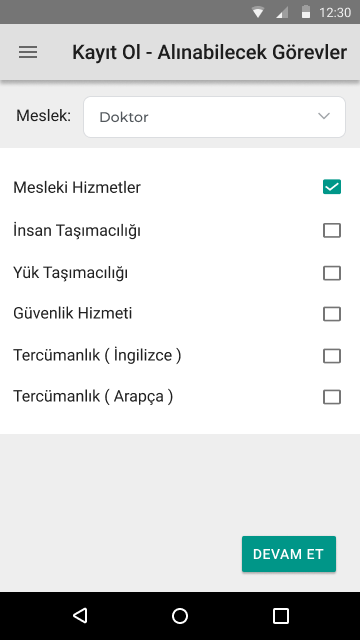 12:30
Kayıt Ol - Alınabilecek Görevler
Meslek: Doktor
Mesleki Hizmetler
İnsan Taşımacılığı
Yük Taşımacılığı
Güvenlik Hizmeti
Tercümanlık ( İngilizce )
Tercümanlık ( Arapça )
DEVAM ET